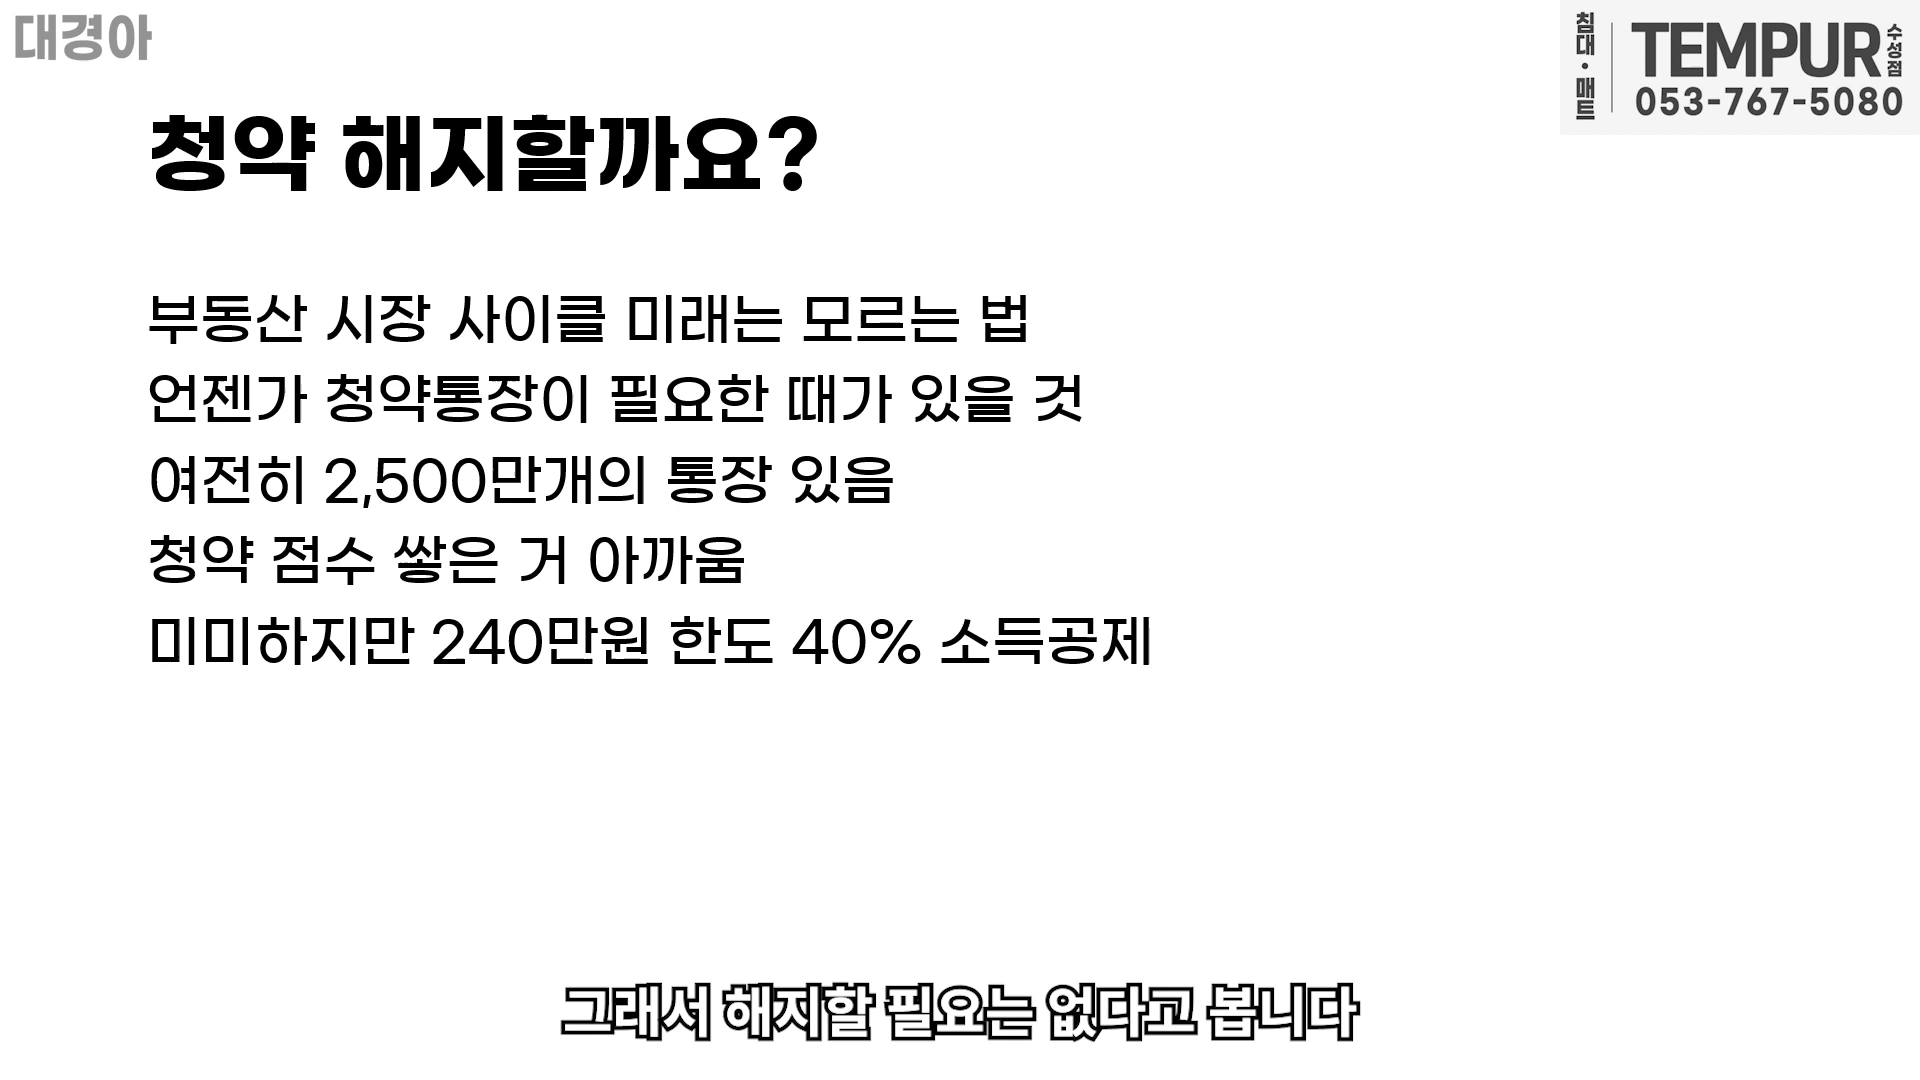 대경아
침대·매트
TEMPUR
수성점
053-767-5080
청약 해지할까요?
부동산 시장 사이클 미래는 모르는 법
언젠가 청약통장이 필요한 때가 있을 것
여전히 2,500만개의 통장 있음
청약 점수 쌓은 거 아까움
미미하지만 240만원 한도 40% 소득공제
그래서 해지할 필요는 없다고 봅니다